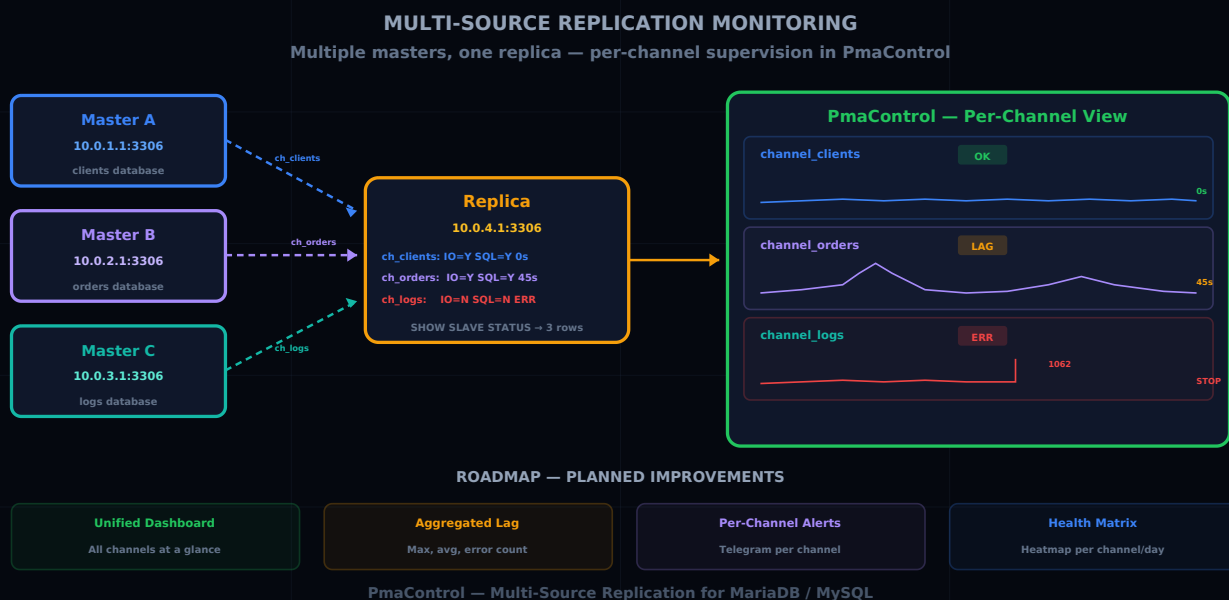 MULTI-SOURCE REPLICATION MONITORING
Multiple masters, one replica — per-channel supervision in PmaControl
Master A
10.0.1.1:3306
clients database
Master B
10.0.2.1:3306
orders database
Master C
10.0.3.1:3306
logs database
ch_clients
ch_orders
ch_logs
Replica
10.0.4.1:3306
ch_clients: IO=Y SQL=Y 0s
ch_orders: IO=Y SQL=Y 45s
ch_logs: IO=N SQL=N ERR
SHOW SLAVE STATUS → 3 rows
PmaControl — Per-Channel View
channel_clients
OK
0s
channel_orders
LAG
45s
channel_logs
ERR
1062
STOP
ROADMAP — PLANNED IMPROVEMENTS
Unified Dashboard
All channels at a glance
Aggregated Lag
Max, avg, error count
Per-Channel Alerts
Telegram per channel
Health Matrix
Heatmap per channel/day
PmaControl — Multi-Source Replication for MariaDB / MySQL